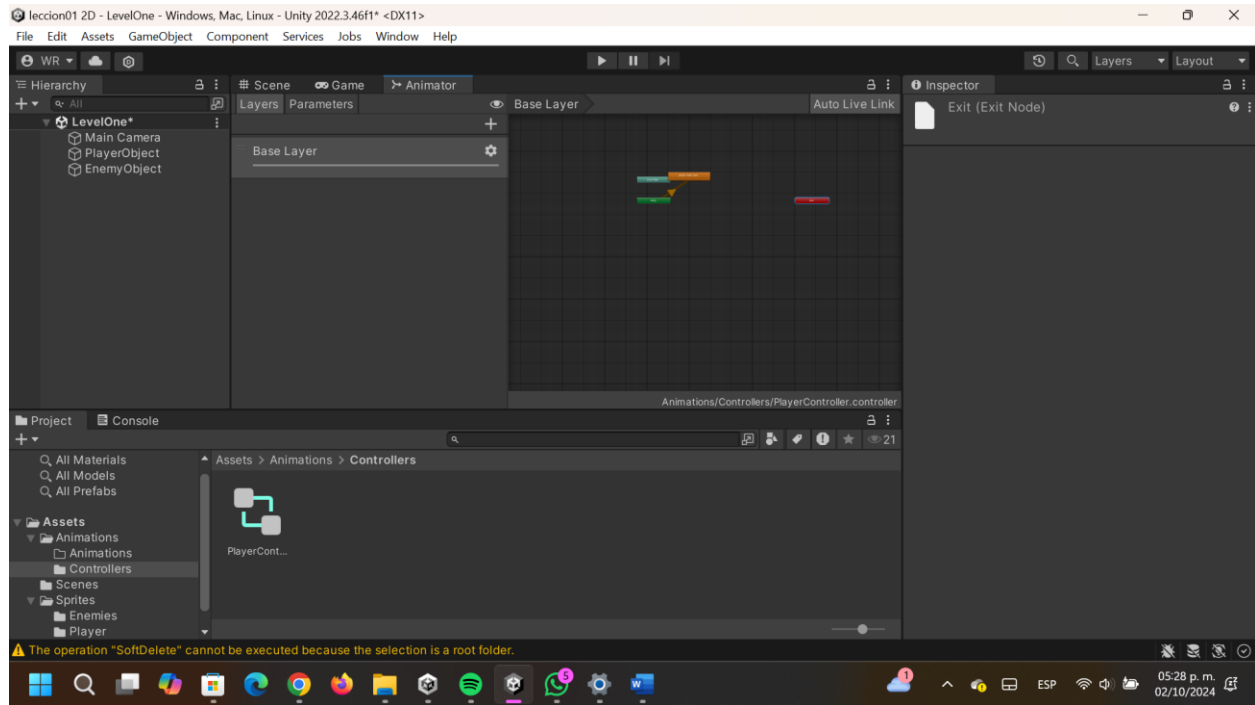 leccion01 2D - LevelOne - Windows, Mac, Linux - Unity 2022.3.46f1* <DX11>
File Edit Assets GameObject Component Services Jobs Window Help
WR Layers Layout
Hierarchy # Scene Game Animator Inspector
All Layers Parameters Base Layer Auto Live Link Exit (Exit Node)
LevelOne*
Main Camera
PlayerObject Base Layer
EnemyObject
Animations/Controllers/PlayerController.controller
Project Console
21
All Materials Assets > Animations > Controllers
All Models
All Prefabs
Assets
Animations
Animations PlayerCont...
Controllers
Scenes
Sprites
Enemies
Player
The operation "SoftDelete" cannot be executed because the selection is a root folder.
5 1 ESP 05:28 p. m.
02/10/2024